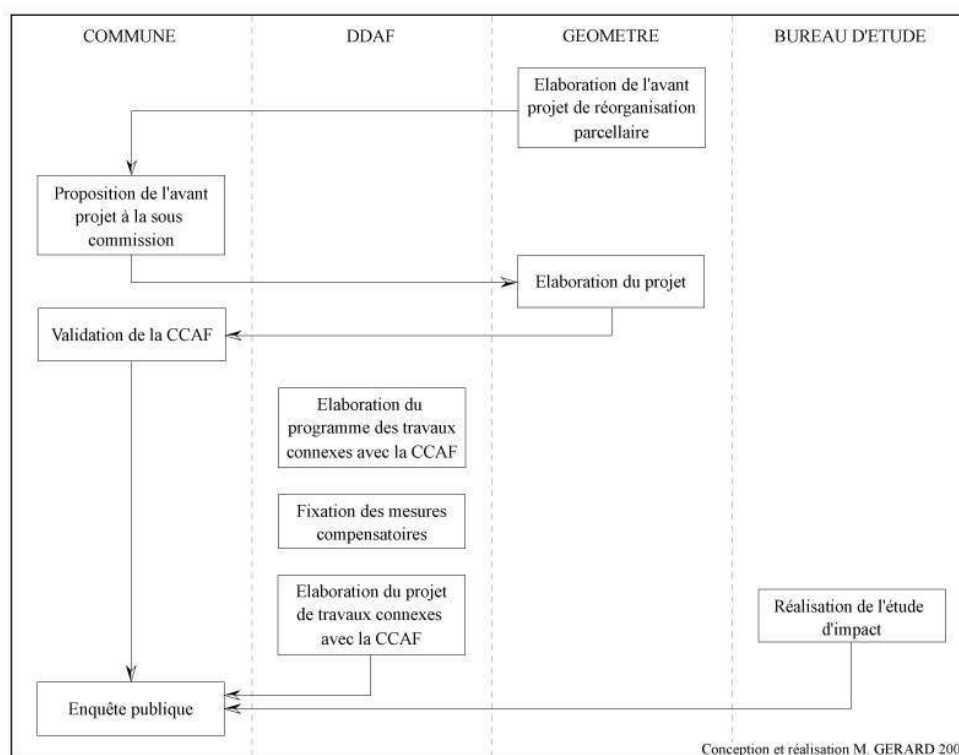 COMMUNE
DDAF
GEOMETRE
BUREAU D'ETUDE
Elaboration de l'avant
projet de réorganisation
parcellaire
Proposition de l'avant
projet à la sous
commission
Elaboration du projet
Validation de la CCAF
Elaboration du
programme des travaux
connexes avec la CCAF
Fixation des mesures
compensatoires
Elaboration du projet
de travaux connexes
avec la CCAF
Réalisation de l'étude
d'impact
Enquête publique
Conception et réalisation M. GERARD